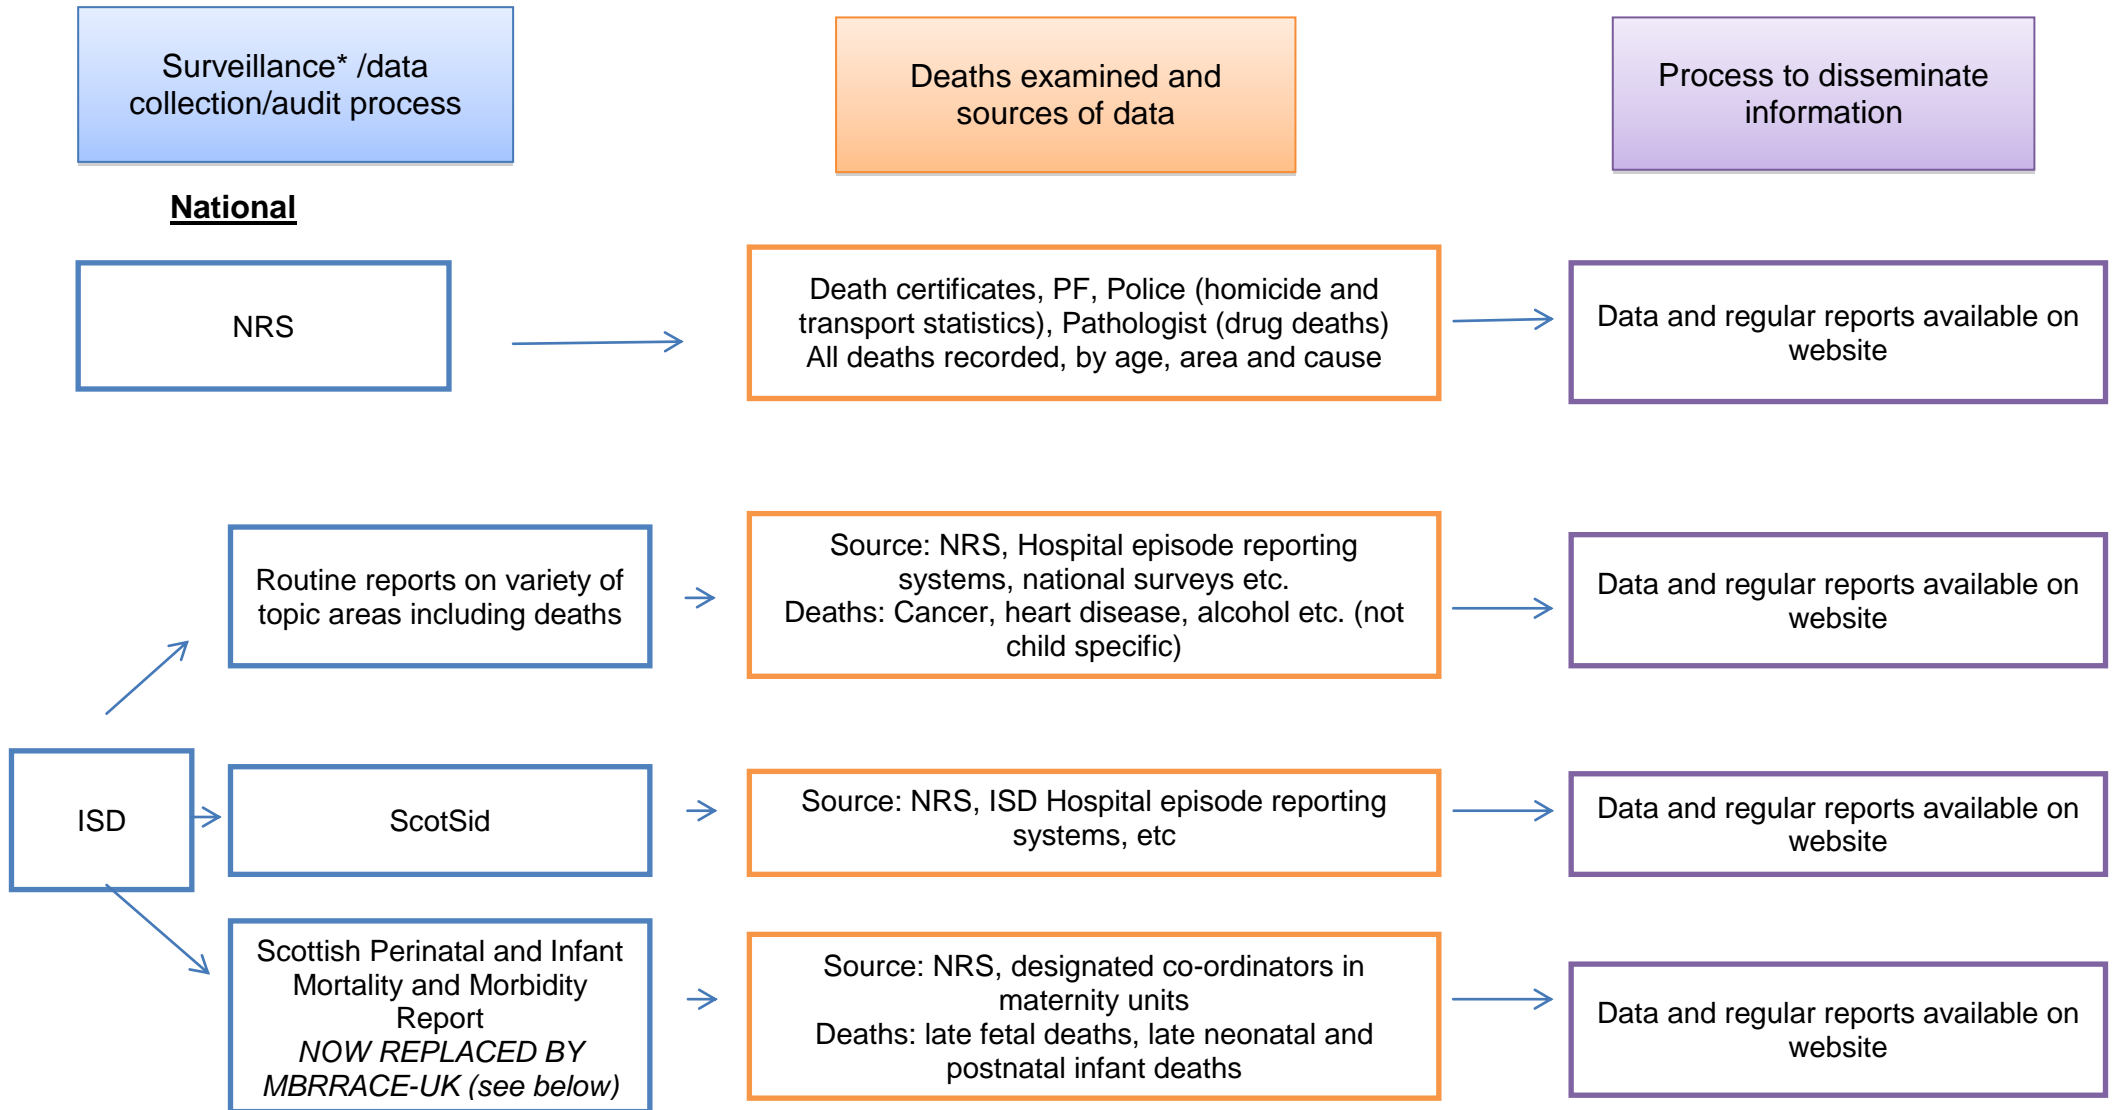 Surveillance* /data
collection/audit process
Deaths examined and
sources of data
Process to disseminate
information
National
NRS
Death certificates, PF, Police (homicide and
transport statistics), Pathologist (drug deaths)
All deaths recorded, by age, area and cause
Data and regular reports available on
website
Routine reports on variety of
topic areas including deaths
Source: NRS, Hospital episode reporting
systems, national surveys etc.
Deaths: Cancer, heart disease, alcohol etc. (not
child specific)
Data and regular reports available on
website
ISD
ScotSid
Source: NRS, ISD Hospital episode reporting
systems, etc
Data and regular reports available on
website
Scottish Perinatal and Infant
Mortality and Morbidity
Report
NOW REPLACED BY
MBRRACE-UK (see below)
Source: NRS, designated co-ordinators in
maternity units
Deaths: late fetal deaths, late neonatal and
postnatal infant deaths
Data and regular reports available on
website